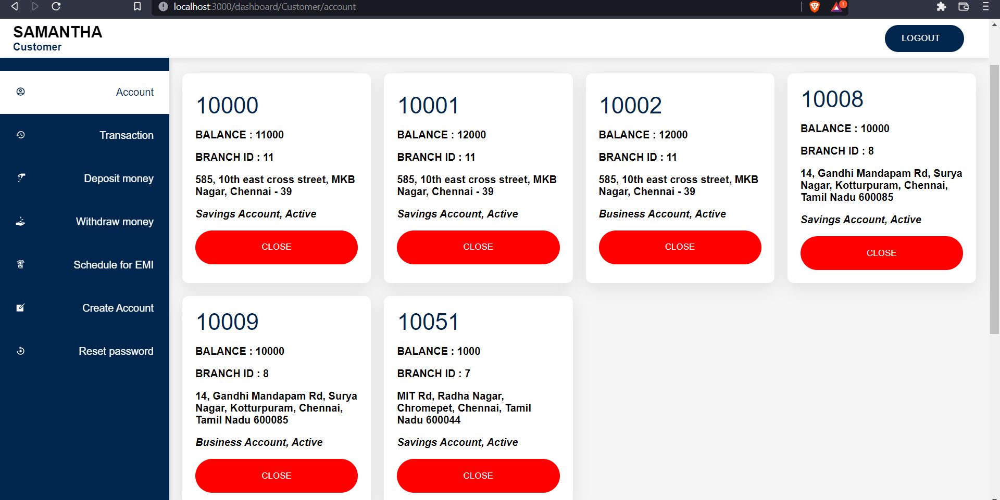 localhost:3000/dashboard/Customer/account
1
SAMANTHA
Customer
LOGOUT
Account
Transaction
Deposit money
Withdraw money
Schedule for EMI
Create Account
Reset password
10000
BALANCE : 11000
BRANCH ID : 11
585, 10th east cross street, MKB
Nagar, Chennai - 39
Savings Account, Active
CLOSE
10001
BALANCE : 12000
BRANCH ID : 11
585, 10th east cross street, MKB
Nagar, Chennai - 39
Savings Account, Active
CLOSE
10002
BALANCE : 12000
BRANCH ID : 11
585, 10th east cross street, MKB
Nagar, Chennai - 39
Business Account, Active
CLOSE
10008
BALANCE : 10000
BRANCH ID : 8
14, Gandhi Mandapam Rd, Surya
Nagar, Kotturpuram, Chennai,
Tamil Nadu 600085
Savings Account, Active
CLOSE
10009
BALANCE : 10000
BRANCH ID : 8
14, Gandhi Mandapam Rd, Surya
Nagar, Kotturpuram, Chennai,
Tamil Nadu 600085
Business Account, Active
CLOSE
10051
BALANCE : 1000
BRANCH ID : 7
MIT Rd, Radha Nagar,
Chromepet, Chennai, Tamil
Nadu 600044
Savings Account, Active
CLOSE